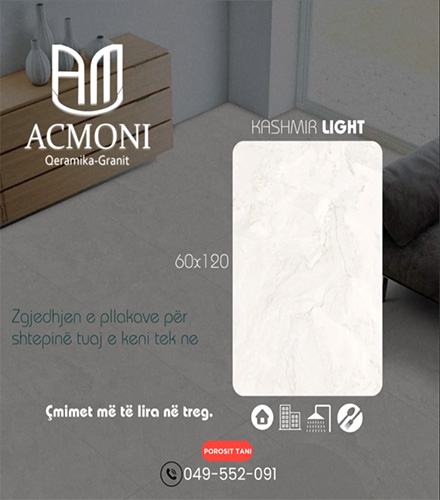 AM
ACMONI
Qeramika-Granit
KASHMIR LIGHT
60x120
Zgjedhjen e pllakave për
shtepinë tuaj e keni tek ne
Çmimet më të lira në treg.
POROSIT TANI
049-552-091